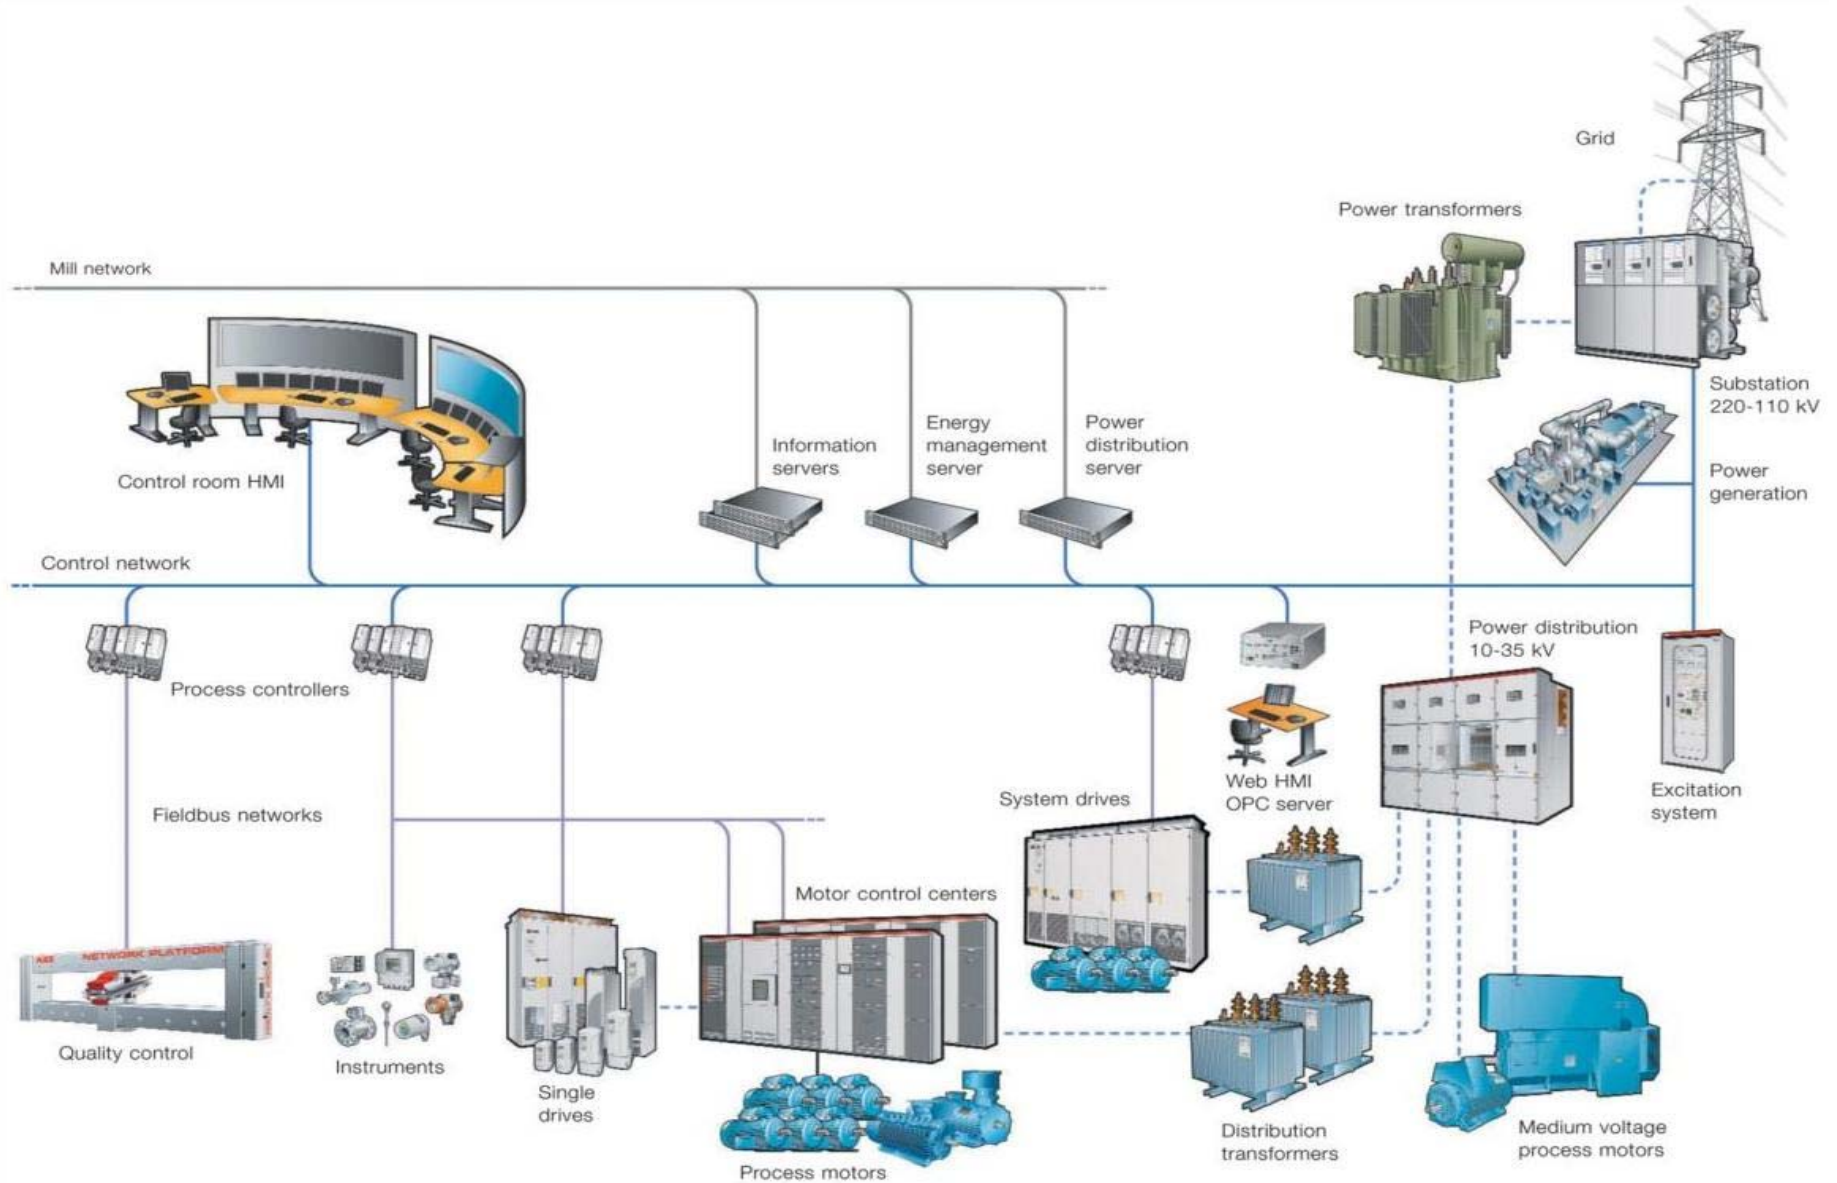 Grid
Power transformers
Mill network
Substation
220-110 kV
Energy
management
server
Power
distribution
server
Information
servers
Control room HMI
Power
generation
Control network
Power distribution
10-35 kV
Process controllers
Web HMI
OPC server
Excitation
system
System drives
Fieldbus networks
Motor control centers
ABB
NETWORK PLATFORM
Quality control
Instruments
Single
drives
Process motors
Distribution
transformers
Medium voltage
process motors